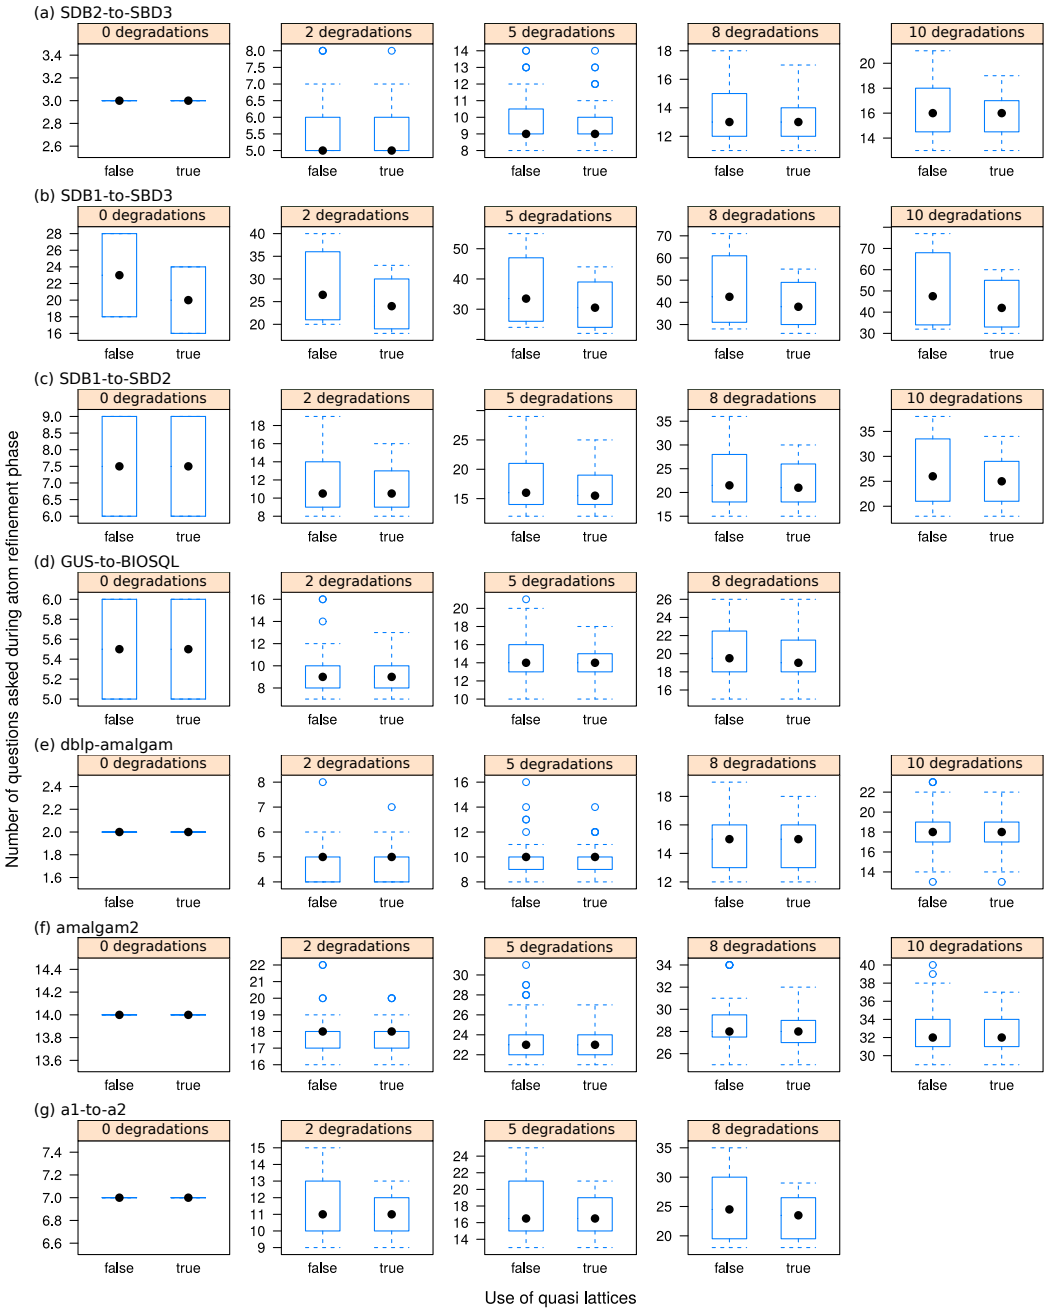 (a) SDB2-to-SBD3
0 degradations 2 degradations 5 degradations 8 degradations 10 degradations
3.4 3.2 3.0 2.8 2.6
8.0 7.5 7.0 6.5 6.0 5.5 5.0
14 13 12 11 10 9 8
18 16 14 12
20 18 16 14
false true false true false true false true false true
(b) SDB1-to-SBD3
0 degradations 2 degradations 5 degradations 8 degradations 10 degradations
28 26 24 22 20 18 16
40 35 30 25 20
50 40 30
70 60 50 40 30
70 60 50 40 30
false true false true false true false true false true
(c) SDB1-to-SBD2
0 degradations 2 degradations 5 degradations 8 degradations 10 degradations
9.0 8.5 8.0 7.5 7.0 6.5 6.0
18 16 14 12 10 8
25 20 15
35 30 25 20 15
35 30 25 20
false true false true false true false true false true
(d) GUS-to-BIOSQL
0 degradations 2 degradations 5 degradations 8 degradations
6.0 5.8 5.6 5.4 5.2 5.0
16 14 12 10 8
20 18 16 14 12 10
26 24 22 20 18 16
false true false true false true false true
(e) dblp-amalgam
0 degradations 2 degradations 5 degradations 8 degradations 10 degradations
2.4 2.2 2.0 1.8 1.6
8 7 6 5 4
16 14 12 10 8
18 16 14 12
22 20 18 16 14
false true false true false true false true false true
(f) amalgam2
0 degradations 2 degradations 5 degradations 8 degradations 10 degradations
14.4 14.2 14.0 13.8 13.6
22 21 20 19 18 17 16
30 28 26 24 22
34 32 30 28 26
40 38 36 34 32 30
false true false true false true false true false true
(g) a1-to-a2
0 degradations 2 degradations 5 degradations 8 degradations
7.4 7.2 7.0 6.8 6.6
15 14 13 12 11 10 9
24 22 20 18 16 14
35 30 25 20
false true false true false true false true
Number of questions asked during atom refinement phase
Use of quasi lattices